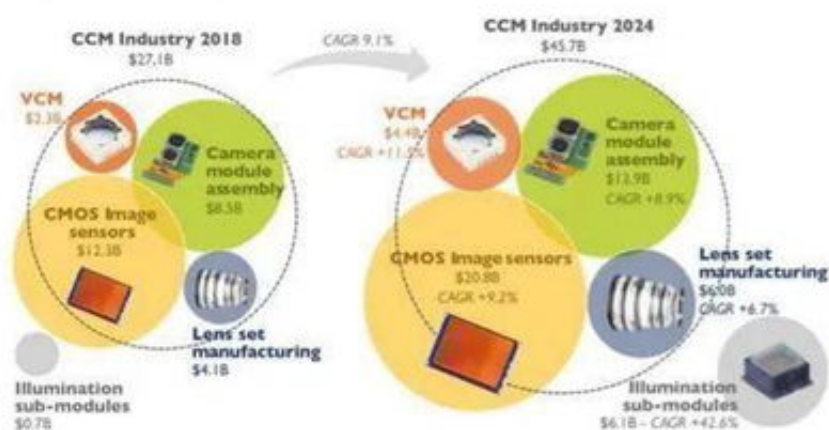 CCM Industry 2018
$27.1B
CAGR 9.1%
CCM Industry 2024
$45.7B
VCM
$2.3B
Camera
module
assembly
$8.5B
CMOS Image
sensors
$12.3B
Lens set
manufacturing
$4.1B
Illumination
sub-modules
$0.7B
VCM
$4.4B
CAGR +11.5%
Camera
module
assembly
$13.9B
CAGR +8.9%
CMOS Image sensors
$20.8B
CAGR +9.2%
Lens set
manufacturing
$6.0B
CAGR +6.7%
Illumination
sub-modules
$6.1B - CAGR +42.6%